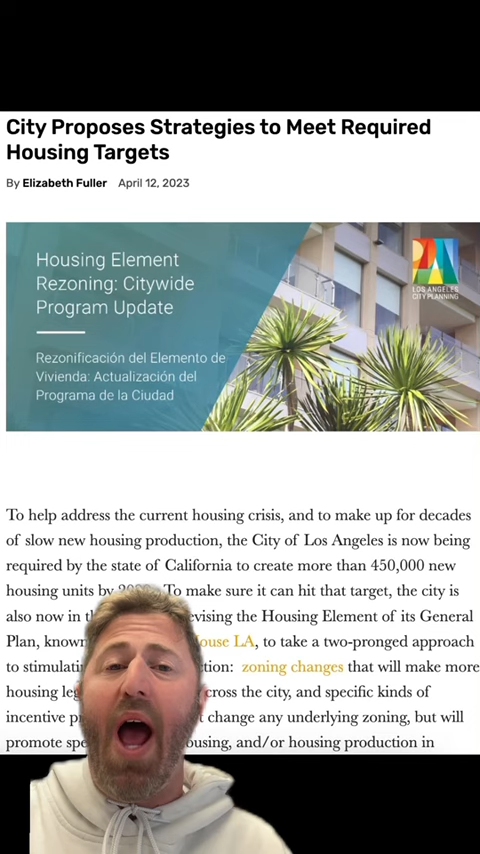 City Proposes Strategies to Meet Required
Housing Targets
By Elizabeth Fuller April 12, 2023
Housing Element
Rezoning: Citywide
Program Update
LOS ANGELES
CITY PLANNING
Rezonificación del Elemento de
Vivienda: Actualización del
Programa de la Ciudad
To help address the current housing crisis, and to make up for decades
of slow new housing production, the City of Los Angeles is now being
required by the state of California to create more than 450,000 new
housing units by To make sure it can hit that target, the city is
also now in evising the Housing Element of its General
Plan, known ouse LA, to take a two-pronged approach
to stimulati tion: zoning changes that will make more
housing le cross the city, and specific kinds of
incentive p t change any underlying zoning, but will
promote spe ousing, and/or housing production in